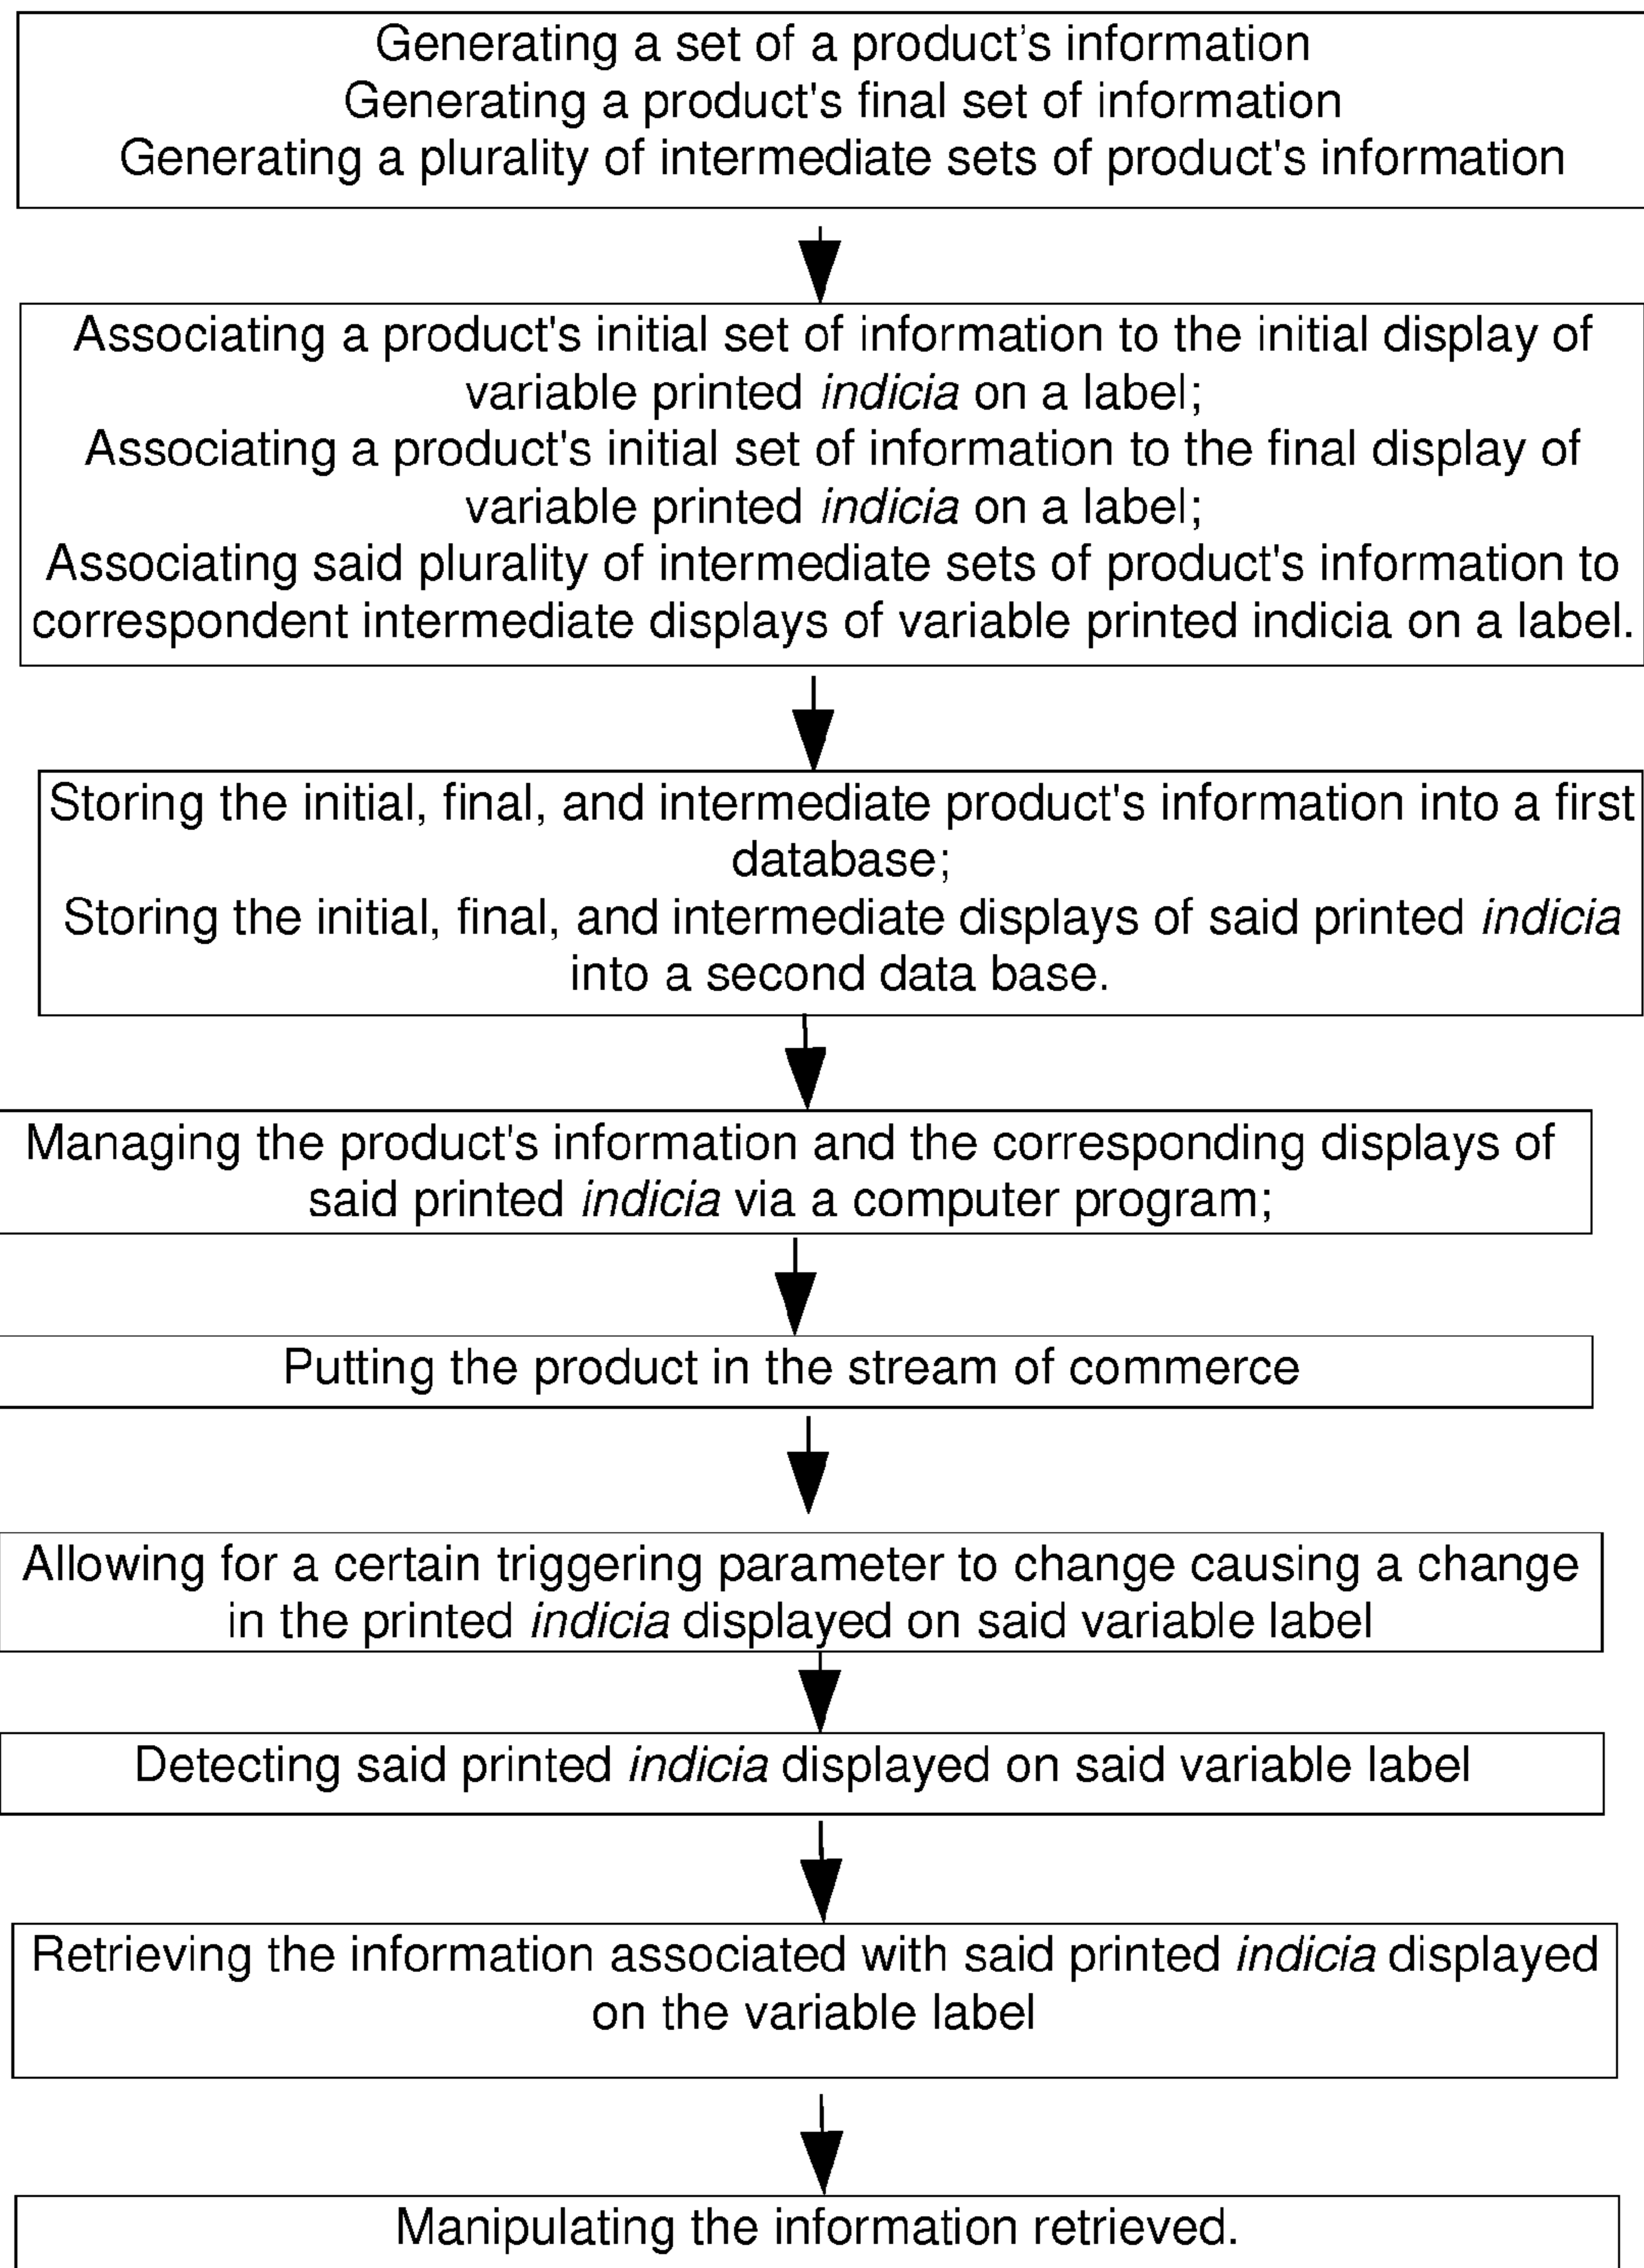 Generating a set of a product's information
Generating a product's final set of information
Generating a plurality of intermediate sets of product's information
Associating a product's initial set of information to the initial display of
variable printed indicia on a label;
Associating a product's initial set of information to the final display of
variable printed indicia on a label;
Associating said plurality of intermediate sets of product's information to
correspondent intermediate displays of variable printed indicia on a label.
Storing the initial, final, and intermediate product's information into a first
database;
Storing the initial, final, and intermediate displays of said printed indicia
into a second data base.
Managing the product's information and the corresponding displays of
said printed indicia via a computer program;
Putting the product in the stream of commerce
Allowing for a certain triggering parameter to change causing a change
in the printed indicia displayed on said variable label
Detecting said printed indicia displayed on said variable label
Retrieving the information associated with said printed indicia displayed
on the variable label
Manipulating the information retrieved.